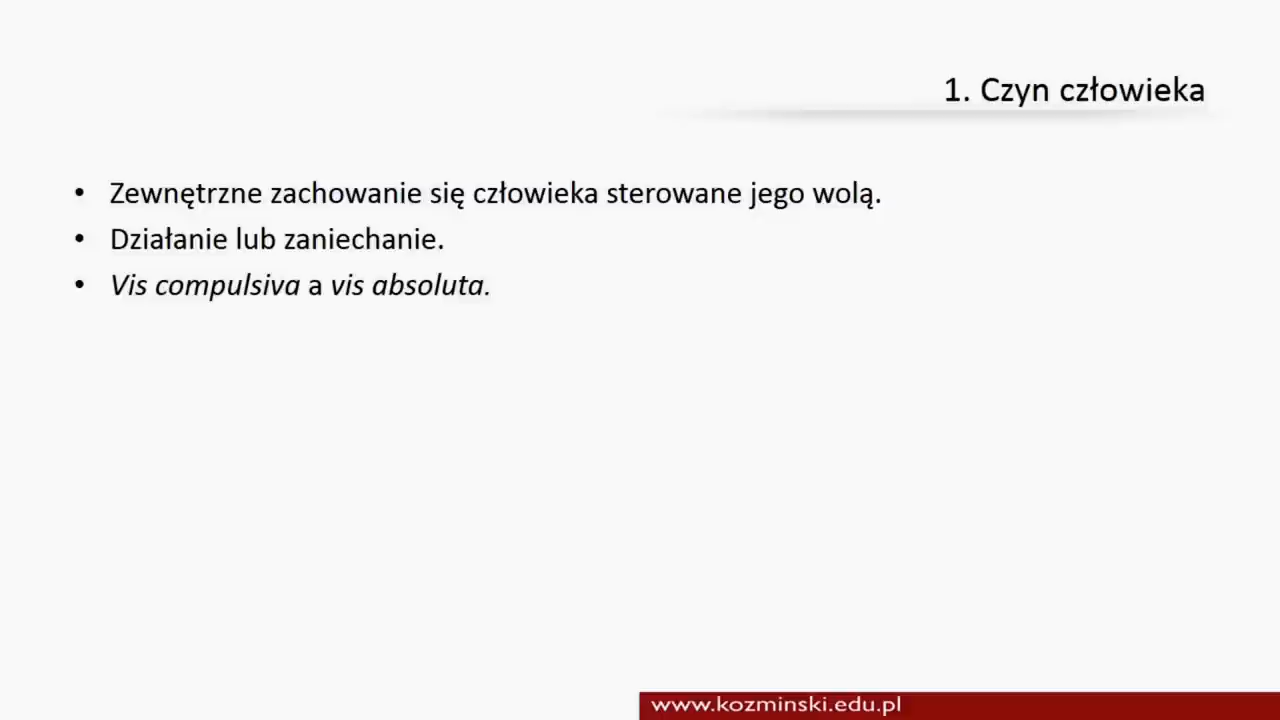 1. Czyn człowieka
• Zewnętrzne zachowanie się człowieka sterowane jego wolą.
• Działanie lub zaniechanie.
• Vis compulsiva a vis absoluta.
www.kozminski.edu.pl